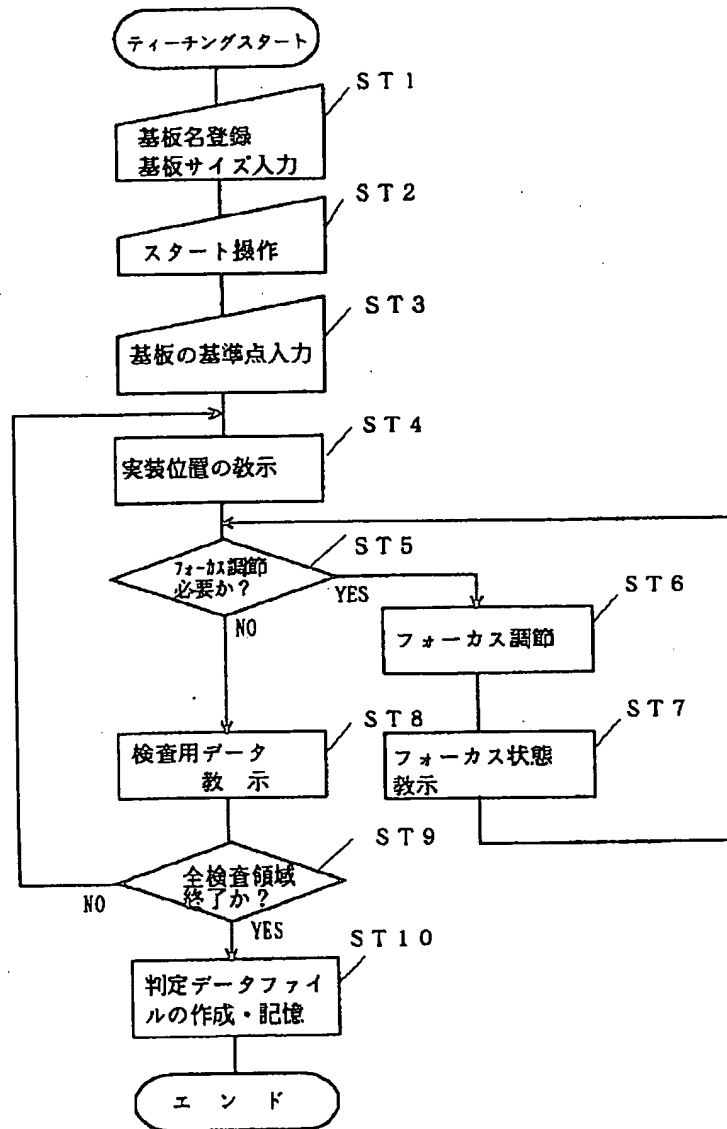 ティーチングスタート
ST1
基板名登録
基板サイズ入力
ST2
スタート操作
ST3
基板の基準点入力
ST4
実装位置の教示
ST5
フォーカス調節
必要か?
YES
NO
ST6
フォーカス調節
ST7
フォーカス状態
教示
ST8
検査用データ
教 示
ST9
全検査領域
終了か?
NO
YES
ST10
判定データファイ
ルの作成・記憶
エ ン ド